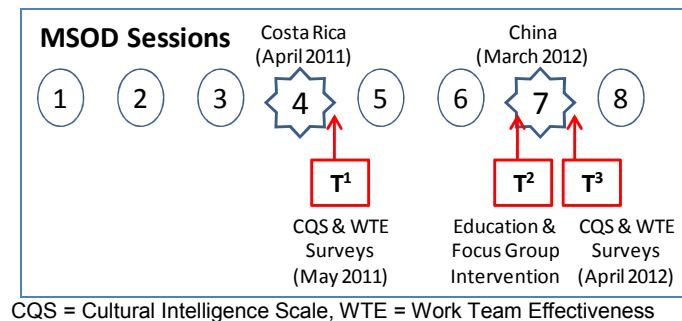 MSOD Sessions
Costa Rica
(April 2011)
China
(March 2012)
1 2 3 4 5 6 7 8
T¹ T² T³
CQS & WTE
Surveys
(May 2011)
Education &
Focus Group
Intervention
CQS & WTE
Surveys
(April 2012)
CQS = Cultural Intelligence Scale, WTE = Work Team Effectiveness